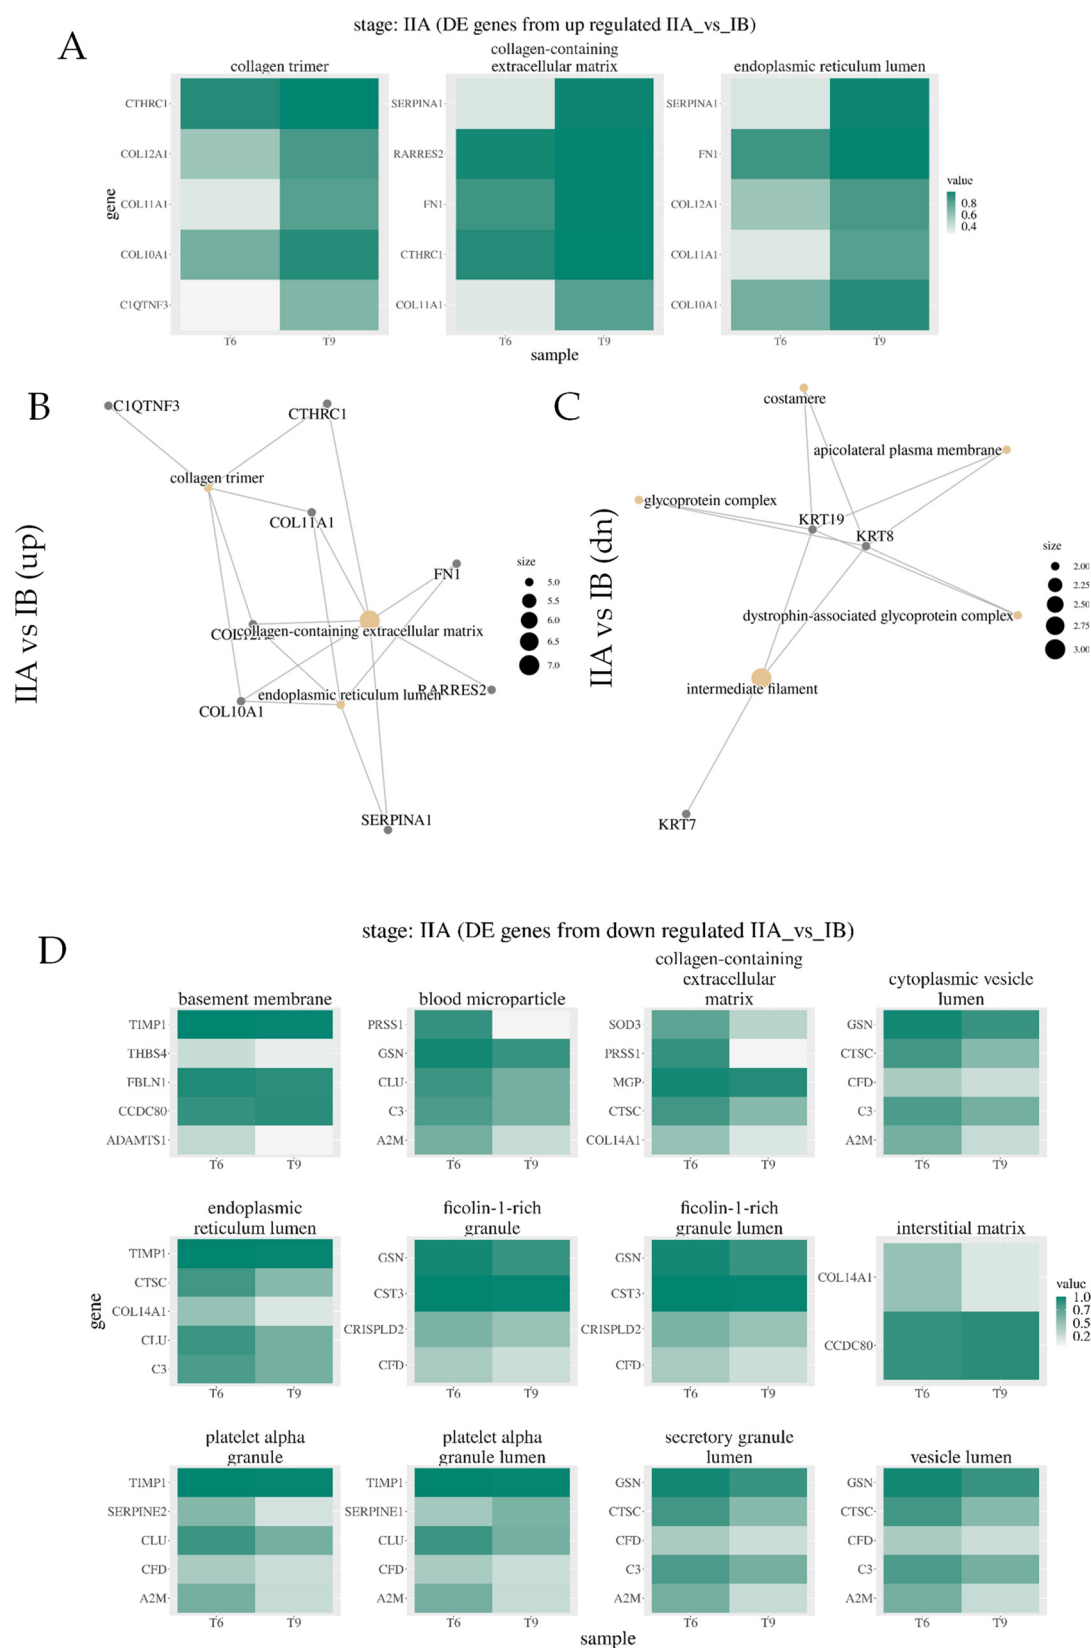 A
stage: IIA (DE genes from up regulated IIA_vs_IB)
collagen trimer
collagen-containing
extracellular matrix
endoplasmic reticulum lumen
gene
CTHRC1
COL12A1
COL11A1
COL10A1
C1QTNF3
T6 T9
SERPINA1
RARRES2
FN1
CTHRC1
COL11A1
T6 T9
SERPINA1
FN1
COL12A1
COL11A1
COL10A1
T6 T9
sample
value
0.8
0.6
0.4
B
IIA vs IB (up)
C1QTNF3
CTHRC1
collagen trimer
COL11A1
FN1
collagen-containing extracellular matrix
endoplasmic reticulum lumen
RARRES2
COL10A1
SERPINA1
size
5.0
5.5
6.0
6.5
7.0
C
IIA vs IB (dn)
costamere
apicolateral plasma membrane
glycoprotein complex
KRT19
KRT8
dystrophin-associated glycoprotein complex
intermediate filament
KRT7
size
2.00
2.25
2.50
2.75
3.00
D
stage: IIA (DE genes from down regulated IIA_vs_IB)
basement membrane
TIMP1
THBS4
FBLN1
CCDC80
ADAMTS1
T6 T9
blood microparticle
PRSS1
GSN
CLU
C3
A2M
T6 T9
collagen-containing
extracellular
matrix
SOD3
PRSS1
MGP
CTSC
COL14A1
T6 T9
cytoplasmic vesicle
lumen
GSN
CTSC
CFD
C3
A2M
T6 T9
gene
endoplasmic
reticulum lumen
TIMP1
CTSC
COL14A1
CLU
C3
T6 T9
ficolin-1-rich
granule
GSN
CST3
CRISPLD2
CFD
T6 T9
ficolin-1-rich
granule lumen
GSN
CST3
CRISPLD2
CFD
T6 T9
interstitial matrix
COL14A1
CCDC80
T6 T9
value
1.0
0.7
0.5
0.2
platelet alpha
granule
TIMP1
SERPINE2
CLU
CFD
A2M
T6 T9
platelet alpha
granule lumen
TIMP1
SERPINE1
CLU
CFD
A2M
T6 T9
secretory granule
lumen
GSN
CTSC
CFD
C3
A2M
T6 T9
vesicle lumen
GSN
CTSC
CFD
C3
A2M
T6 T9
sample